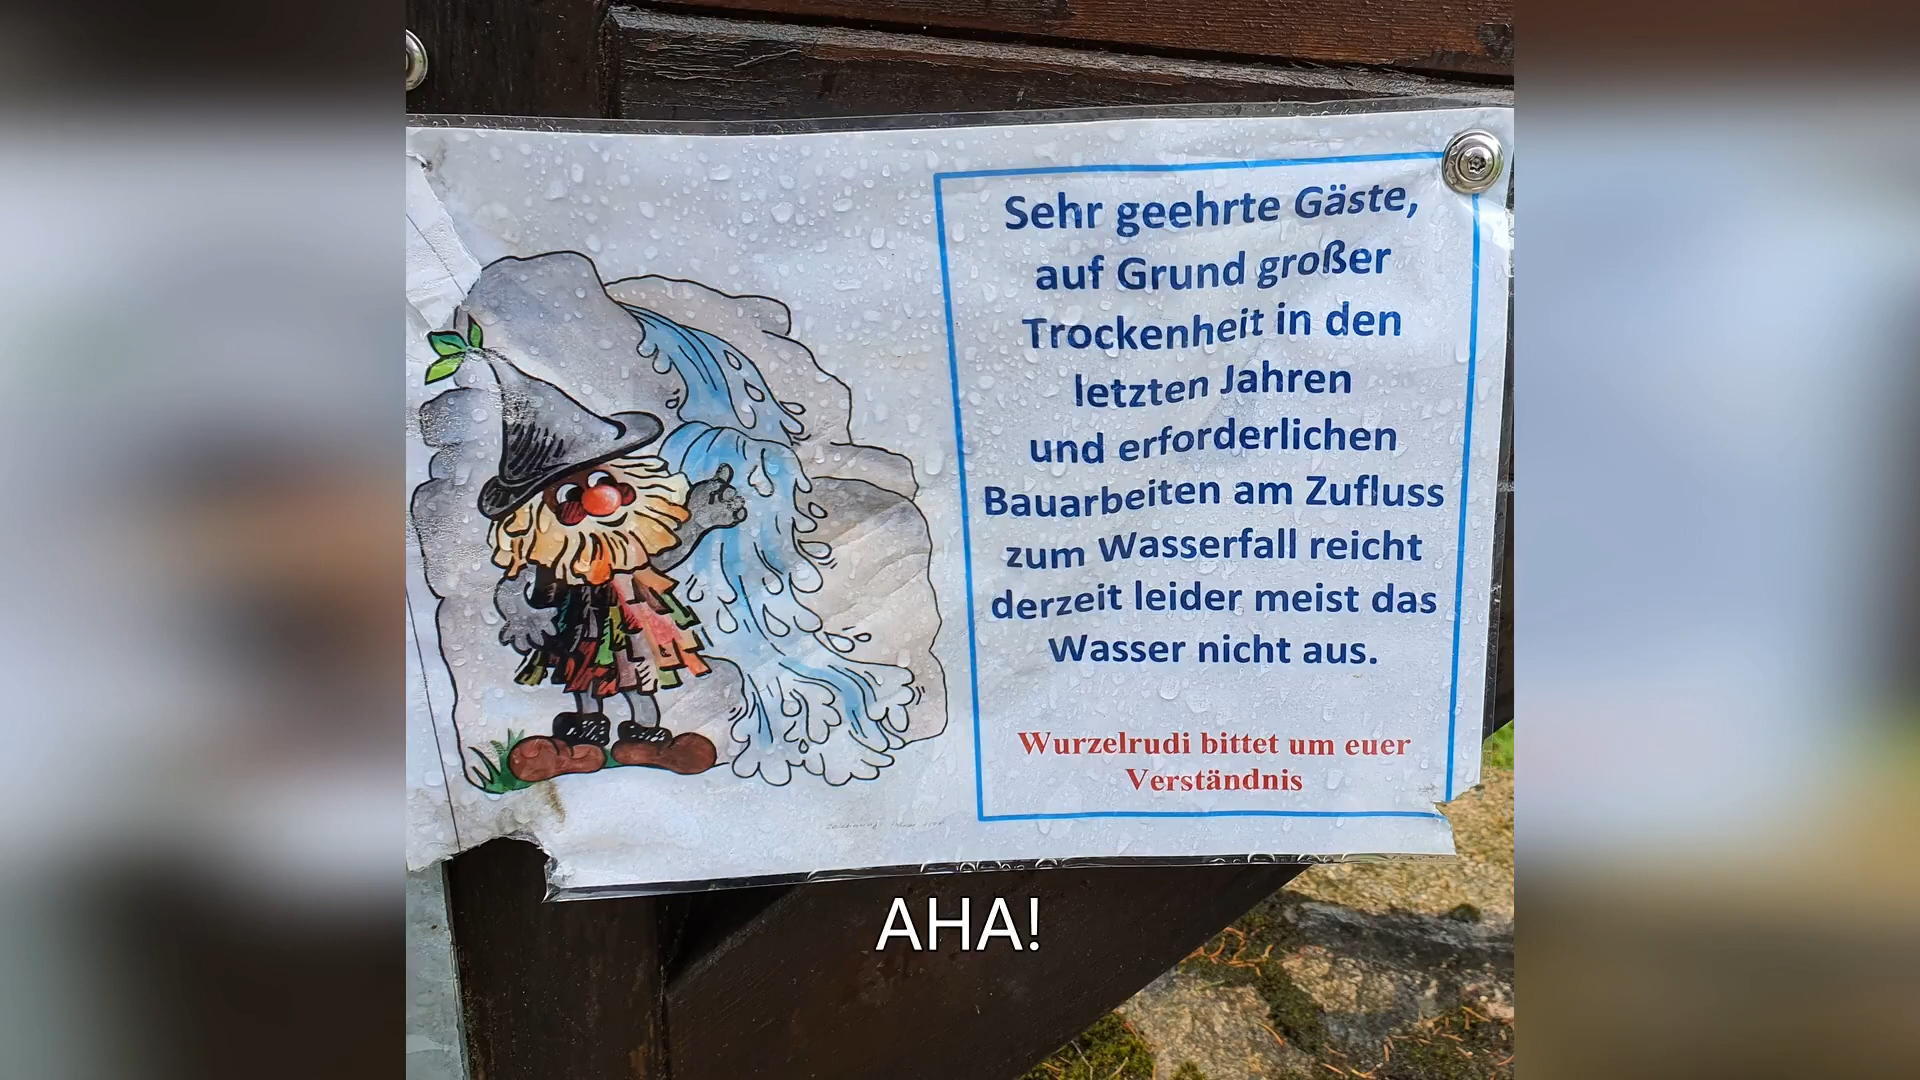 Sehr geehrte Gäste,
auf Grund großer
Trockenheit in den
letzten Jahren
und erforderlichen
Bauarbeiten am Zufluss
zum Wasserfall reicht
derzeit leider meist das
Wasser nicht aus.
Wurzelrudi bittet um euer
Verständnis
AHA!